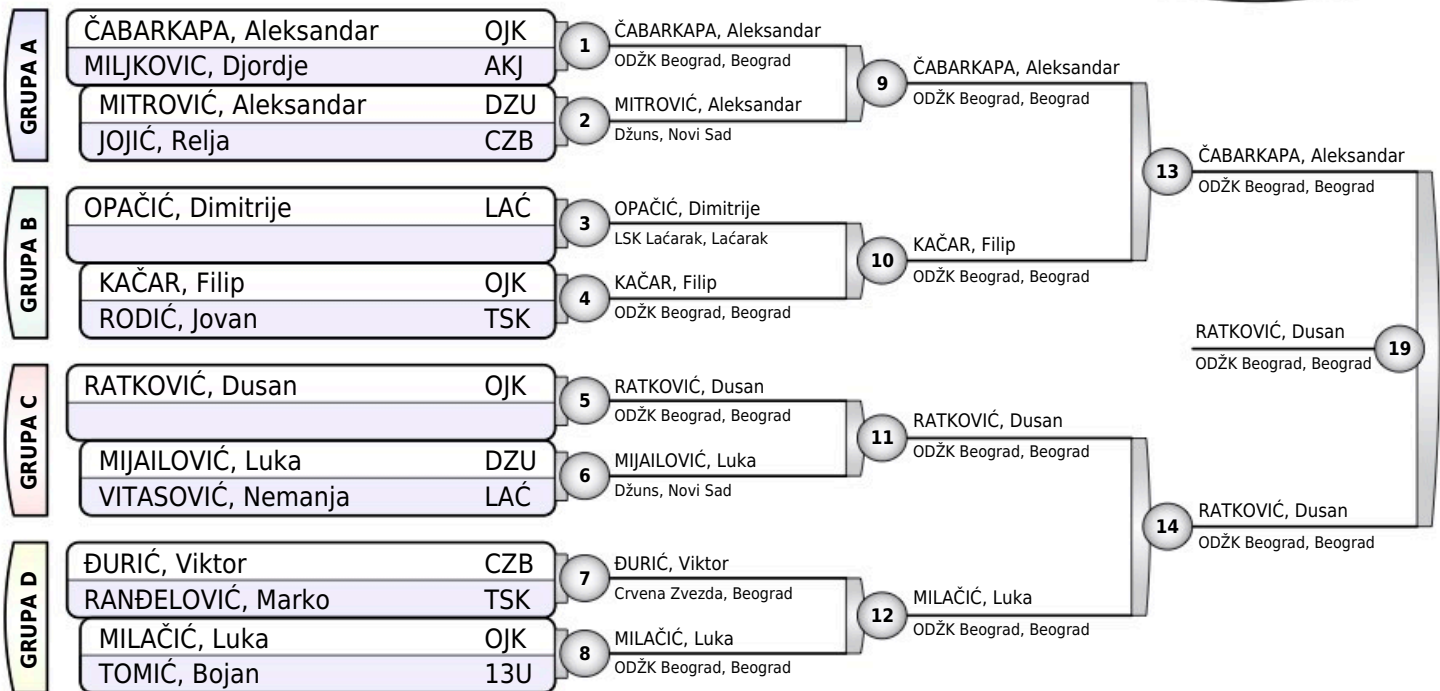 GRUPA A
ČABARKAPA, Aleksandar OJK
MILJKOVIC, Djordje AKJ
MITROVIĆ, Aleksandar DZU
JOJIĆ, Relja CZB
GRUPA B
OPAČIĆ, Dimitrije LAĆ
KAČAR, Filip OJK
RODIĆ, Jovan TSK
GRUPA C
RATKOVIĆ, Dusan OJK
MIJAILOVIĆ, Luka DZU
VITASOVIĆ, Nemanja LAĆ
GRUPA D
ĐURIĆ, Viktor CZB
RANĐELOVIĆ, Marko TSK
MILAČIĆ, Luka OJK
TOMIĆ, Bojan 13U
1
ČABARKAPA, Aleksandar
ODŽK Beograd, Beograd
2
MITROVIĆ, Aleksandar
Džuns, Novi Sad
3
OPAČIĆ, Dimitrije
LSK Laćarak, Laćarak
4
KAČAR, Filip
ODŽK Beograd, Beograd
5
RATKOVIĆ, Dusan
ODŽK Beograd, Beograd
6
MIJAILOVIĆ, Luka
Džuns, Novi Sad
7
ĐURIĆ, Viktor
Crvena Zvezda, Beograd
8
MILAČIĆ, Luka
ODŽK Beograd, Beograd
9
ČABARKAPA, Aleksandar
ODŽK Beograd, Beograd
10
KAČAR, Filip
ODŽK Beograd, Beograd
11
RATKOVIĆ, Dusan
ODŽK Beograd, Beograd
12
MILAČIĆ, Luka
ODŽK Beograd, Beograd
13
ČABARKAPA, Aleksandar
ODŽK Beograd, Beograd
14
RATKOVIĆ, Dusan
ODŽK Beograd, Beograd
RATKOVIĆ, Dusan
ODŽK Beograd, Beograd
19